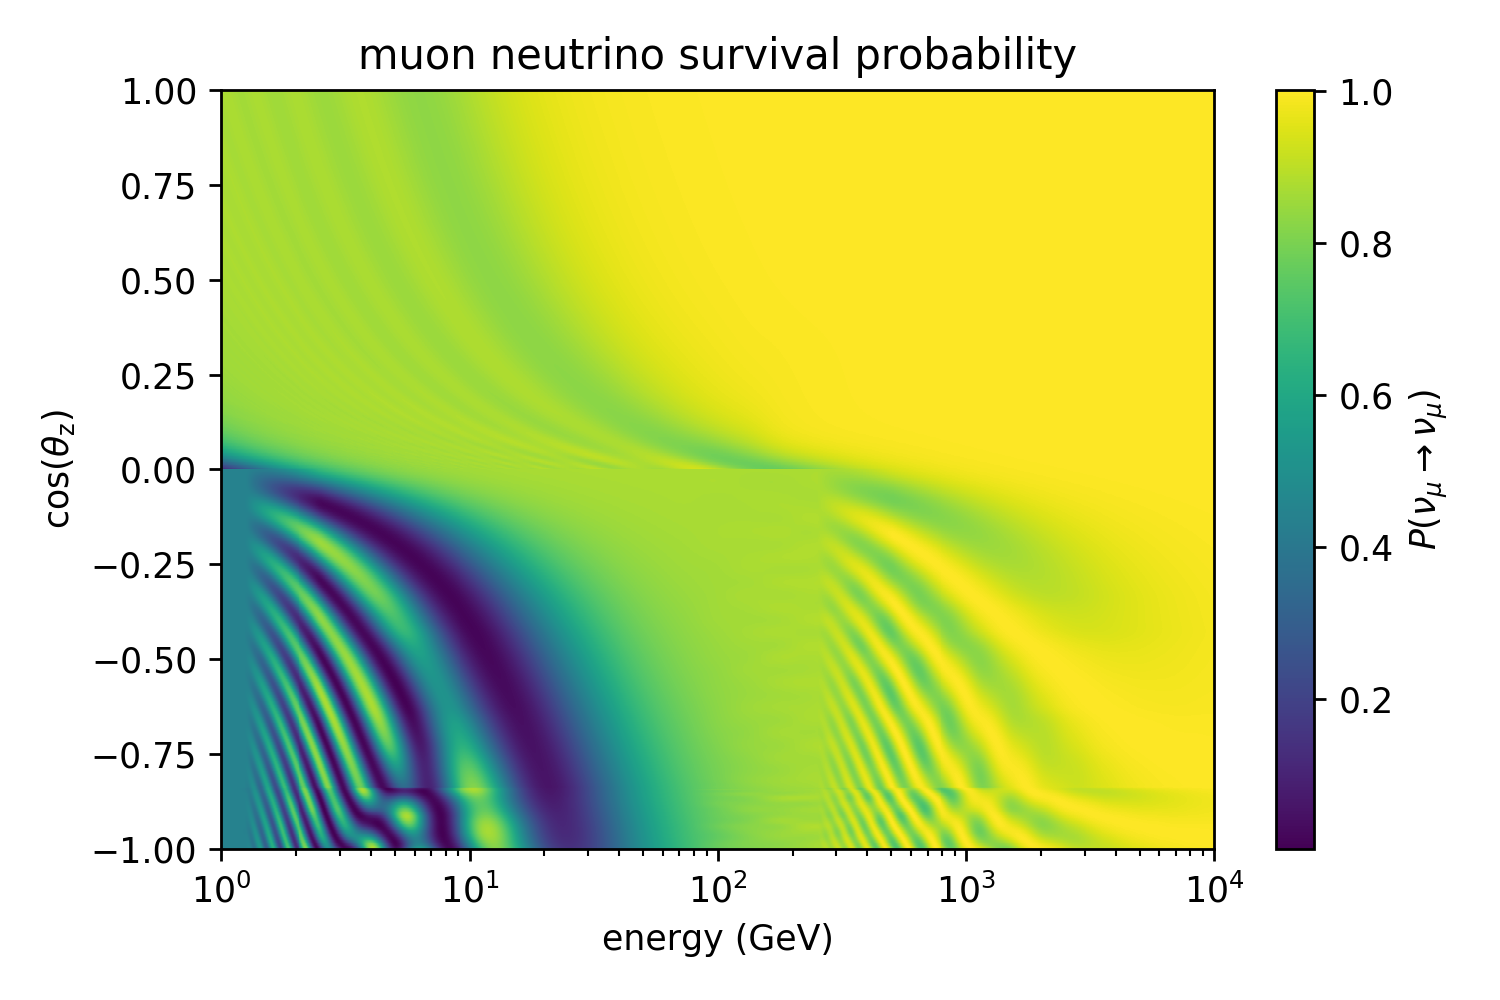 muon neutrino survival probability
1.00
0.75
0.50
0.25
0.00
−0.25
−0.50
−0.75
−1.00
cos(θz)
10⁰ 10¹ 10² 10³ 10⁴
energy (GeV)
1.0
0.8
0.6
0.4
0.2
P(νμ → νμ)